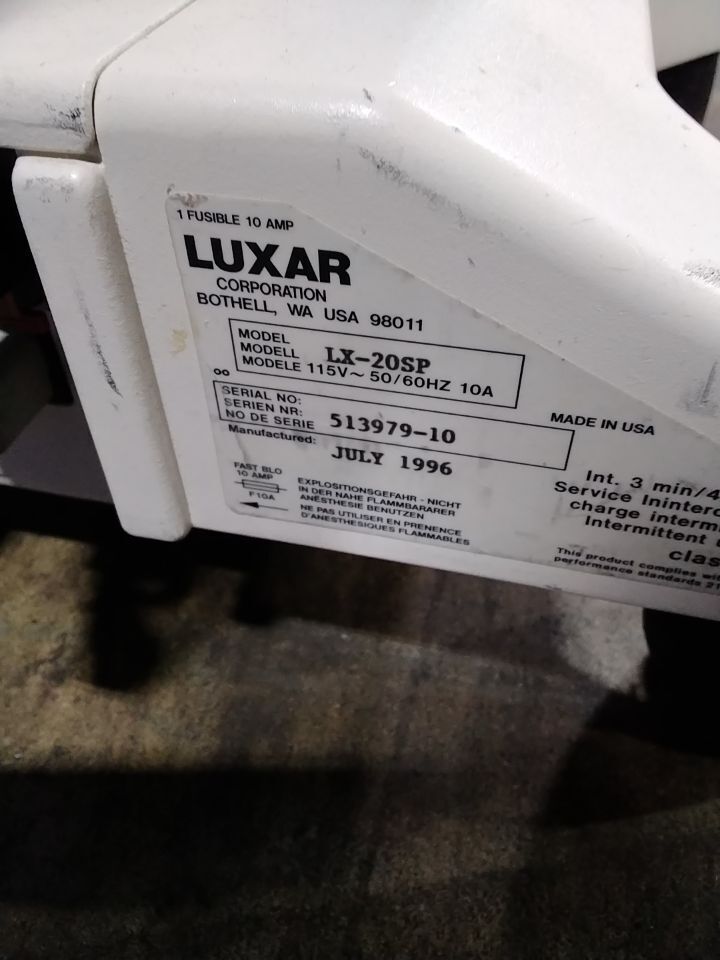 1 FUSIBLE 10 AMP
LUXAR
CORPORATION
BOTHELL, WA USA 98011
MODEL
MODELL LX-20SP
MODELE 115V~ 50/60HZ 10A
SERIAL NO:
SERIEN NR:
NO DE SERIE 513979-10
MADE IN USA
Manufactured: JULY 1996
FAST BLO
10 AMP
F10A
EXPLOSITIONSGEFAHR - NICHT
IN DER NAHE FLAMMBARARER
ANÉSTHESIE BENUTZEN
NE PAS UTILISER EN PRENENCE
D'ANESTHESIQUES FLAMMABLES
Int. 3 min/4
Service Ininterc
charge interm
Intermittent
clas
This product complies wi
performance standards 21